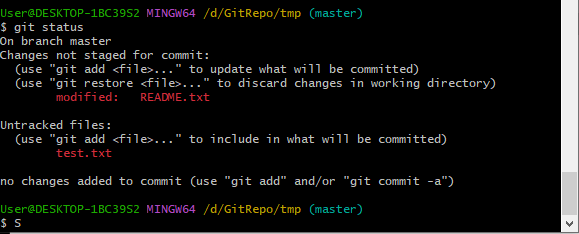 User@DESKTOP-1BC39S2 MINGW64 /d/GitRepo/tmp (master)
$ git status
On branch master
Changes not staged for commit:
  (use "git add <file>..." to update what will be committed)
  (use "git restore <file>..." to discard changes in working directory)
        modified:   README.txt

Untracked files:
  (use "git add <file>..." to include in what will be committed)
        test.txt

no changes added to commit (use "git add" and/or "git commit -a")

User@DESKTOP-1BC39S2 MINGW64 /d/GitRepo/tmp (master)
$ S